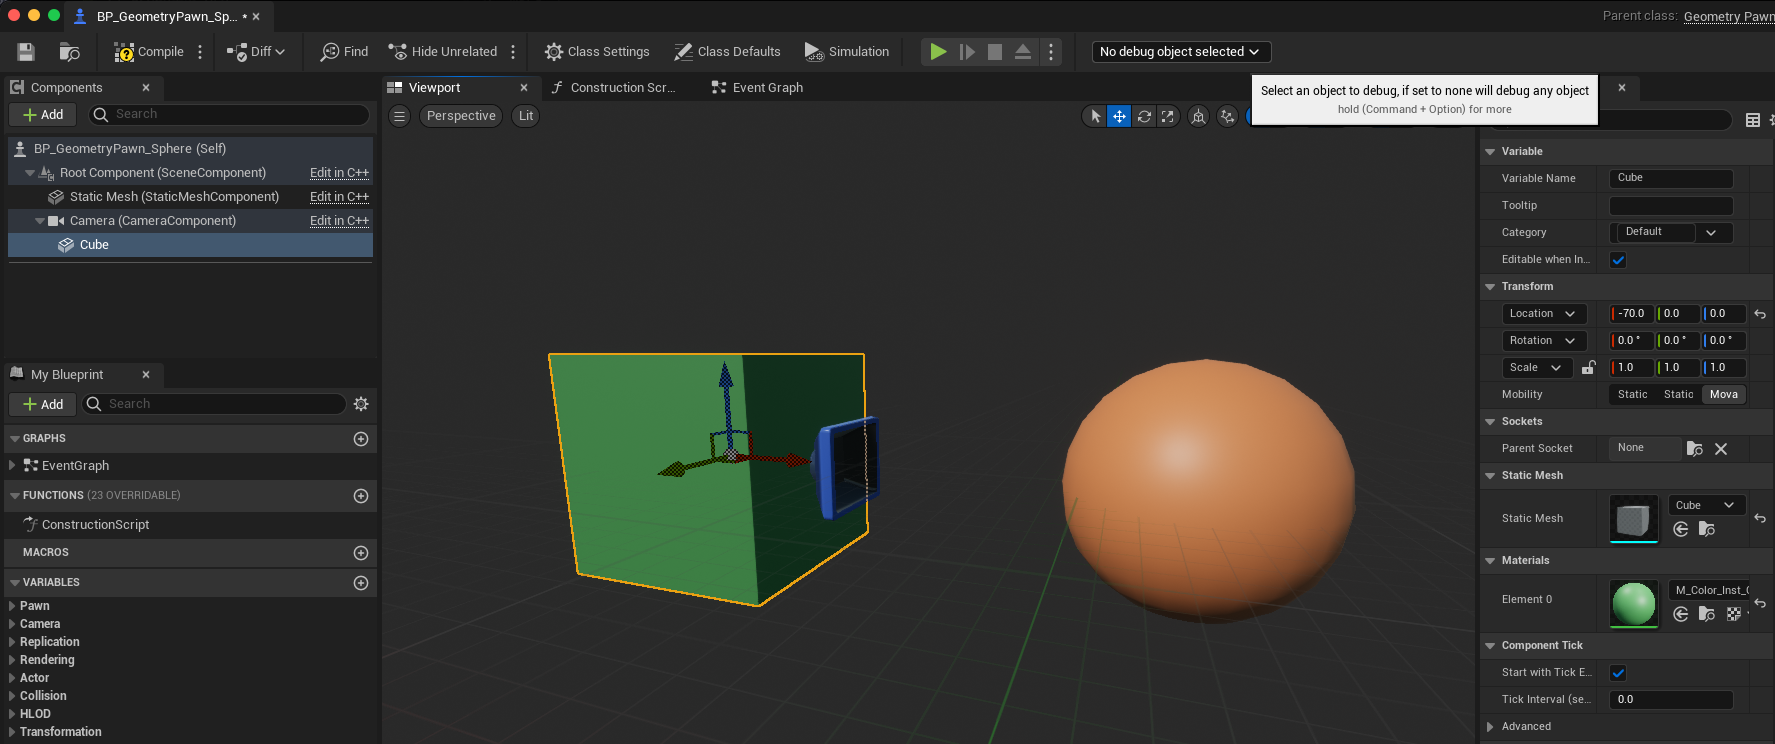 BP_GeometryPawn_Sp... *
Parent class: Geometry Pawn
Compile
Diff
Find
Hide Unrelated
Class Settings
Class Defaults
Simulation
No debug object selected
Components
Viewport
Construction Scr...
Event Graph
Select an object to debug, if set to none will debug any object
hold (Command + Option) for more
Add
Search
Perspective
Lit
BP_GeometryPawn_Sphere (Self)
Root Component (SceneComponent) Edit in C++
Static Mesh (StaticMeshComponent) Edit in C++
Camera (CameraComponent) Edit in C++
Cube
My Blueprint
Add
Search
GRAPHS
EventGraph
FUNCTIONS (23 OVERRIDABLE)
ConstructionScript
MACROS
VARIABLES
Pawn
Camera
Replication
Rendering
Actor
Collision
HLOD
Transformation
Variable
Variable Name Cube
Tooltip
Category Default
Editable when In...
Transform
Location -70.0 0.0 0.0
Rotation 0.0 ° 0.0 ° 0.0 °
Scale 1.0 1.0 1.0
Mobility Static Static Mova
Sockets
Parent Socket None
Static Mesh
Static Mesh Cube
Materials
Element 0 M_Color_Inst_
Component Tick
Start with Tick E...
Tick Interval (se... 0.0
Advanced